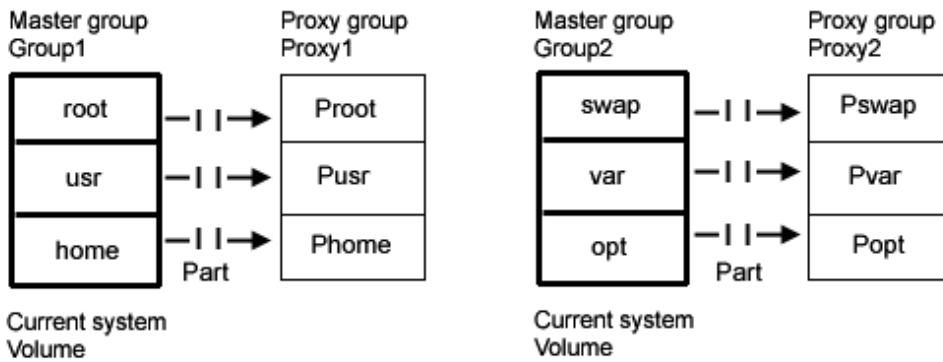 Master group
Group1
Proxy group
Proxy1
root
Proot
usr
Pusr
home
Phome
Part
Current system
Volume
Master group
Group2
Proxy group
Proxy2
swap
Pswap
var
Pvar
opt
Popt
Part
Current system
Volume